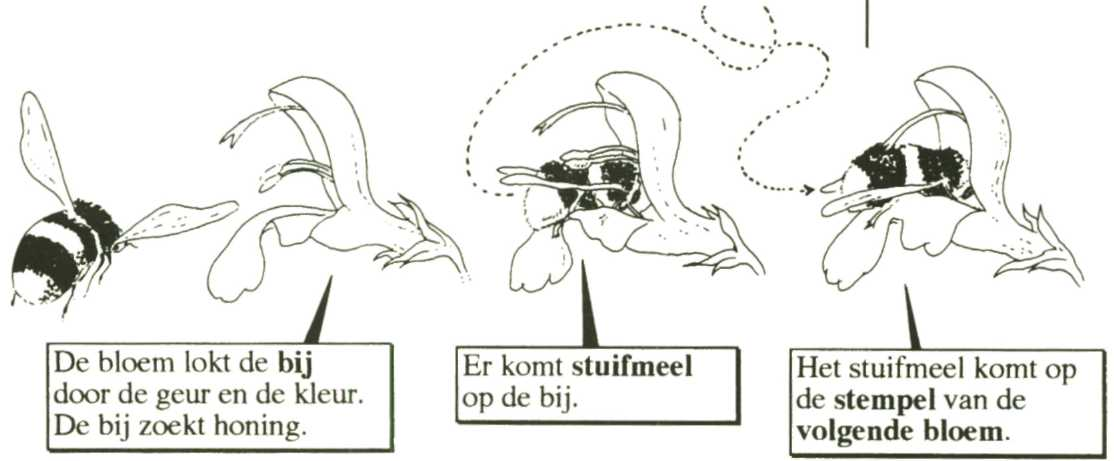 De bloem lokt de bij
door de geur en de kleur.
De bij zoekt honing.
Er komt stuifmeel
op de bij.
Het stuifmeel komt op
de stempel van de
volgende bloem.